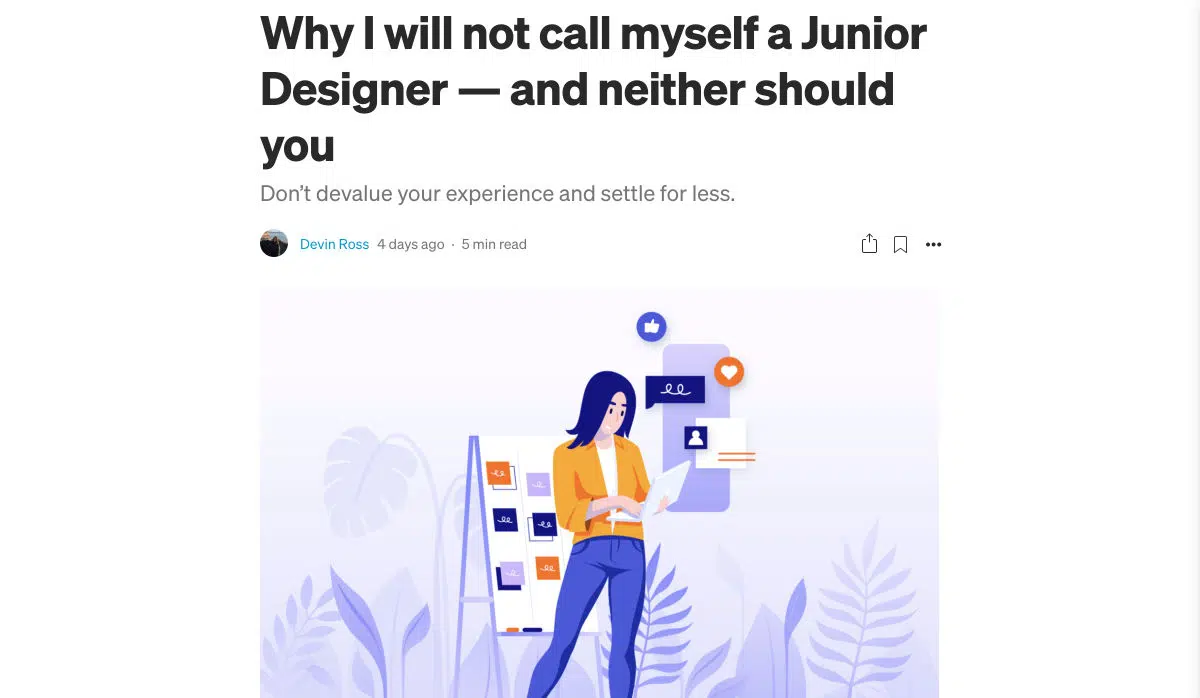 Why I will not call myself a Junior
Designer — and neither should
you
Don’t devalue your experience and settle for less.
Devin Ross 4 days ago · 5 min read